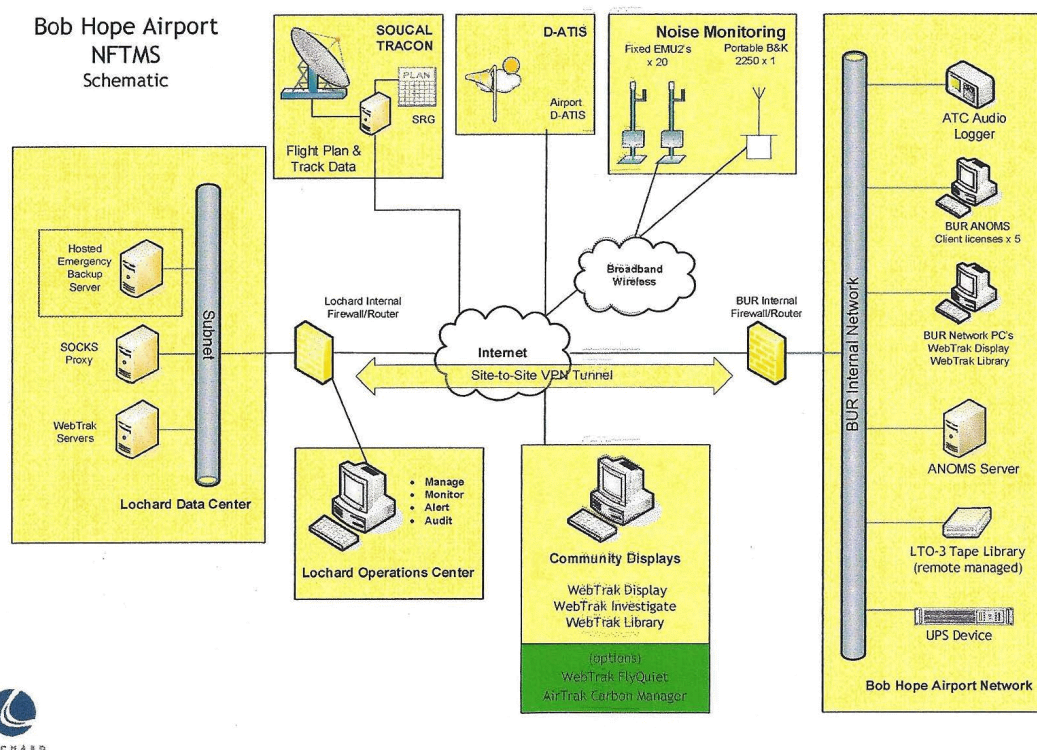 Bob Hope Airport
NFTMS
Schematic
SOUCAL
TRACON
PLAN
SRG
Flight Plan &
Track Data
D-ATIS
Airport
D-ATIS
Noise Monitoring
Fixed EMU2's
x 20
Portable B&K
2250 x 1
Broadband
Wireless
Hosted
Emergency
Backup
Server
SOCKS
Proxy
WebTrak
Servers
Subnet
Lochard Data Center
Lochard Internal
Firewall/Router
Internet
Site-to-Site VPN Tunnel
BUR Internal
Firewall/Router
Manage
Monitor
Alert
Audit
Lochard Operations Center
Community Displays
WebTrak Display
WebTrak Investigate
WebTrak Library
(options)
WebTrak FlyQuiet
AirTrak Carbon Manager
BUR Internal Network
ATC Audio
Logger
BUR ANOMS
Client licenses x 5
BUR Network PC's
WebTrak Display
WebTrak Library
ANOMS Server
LTO-3 Tape Library
(remote managed)
UPS Device
Bob Hope Airport Network